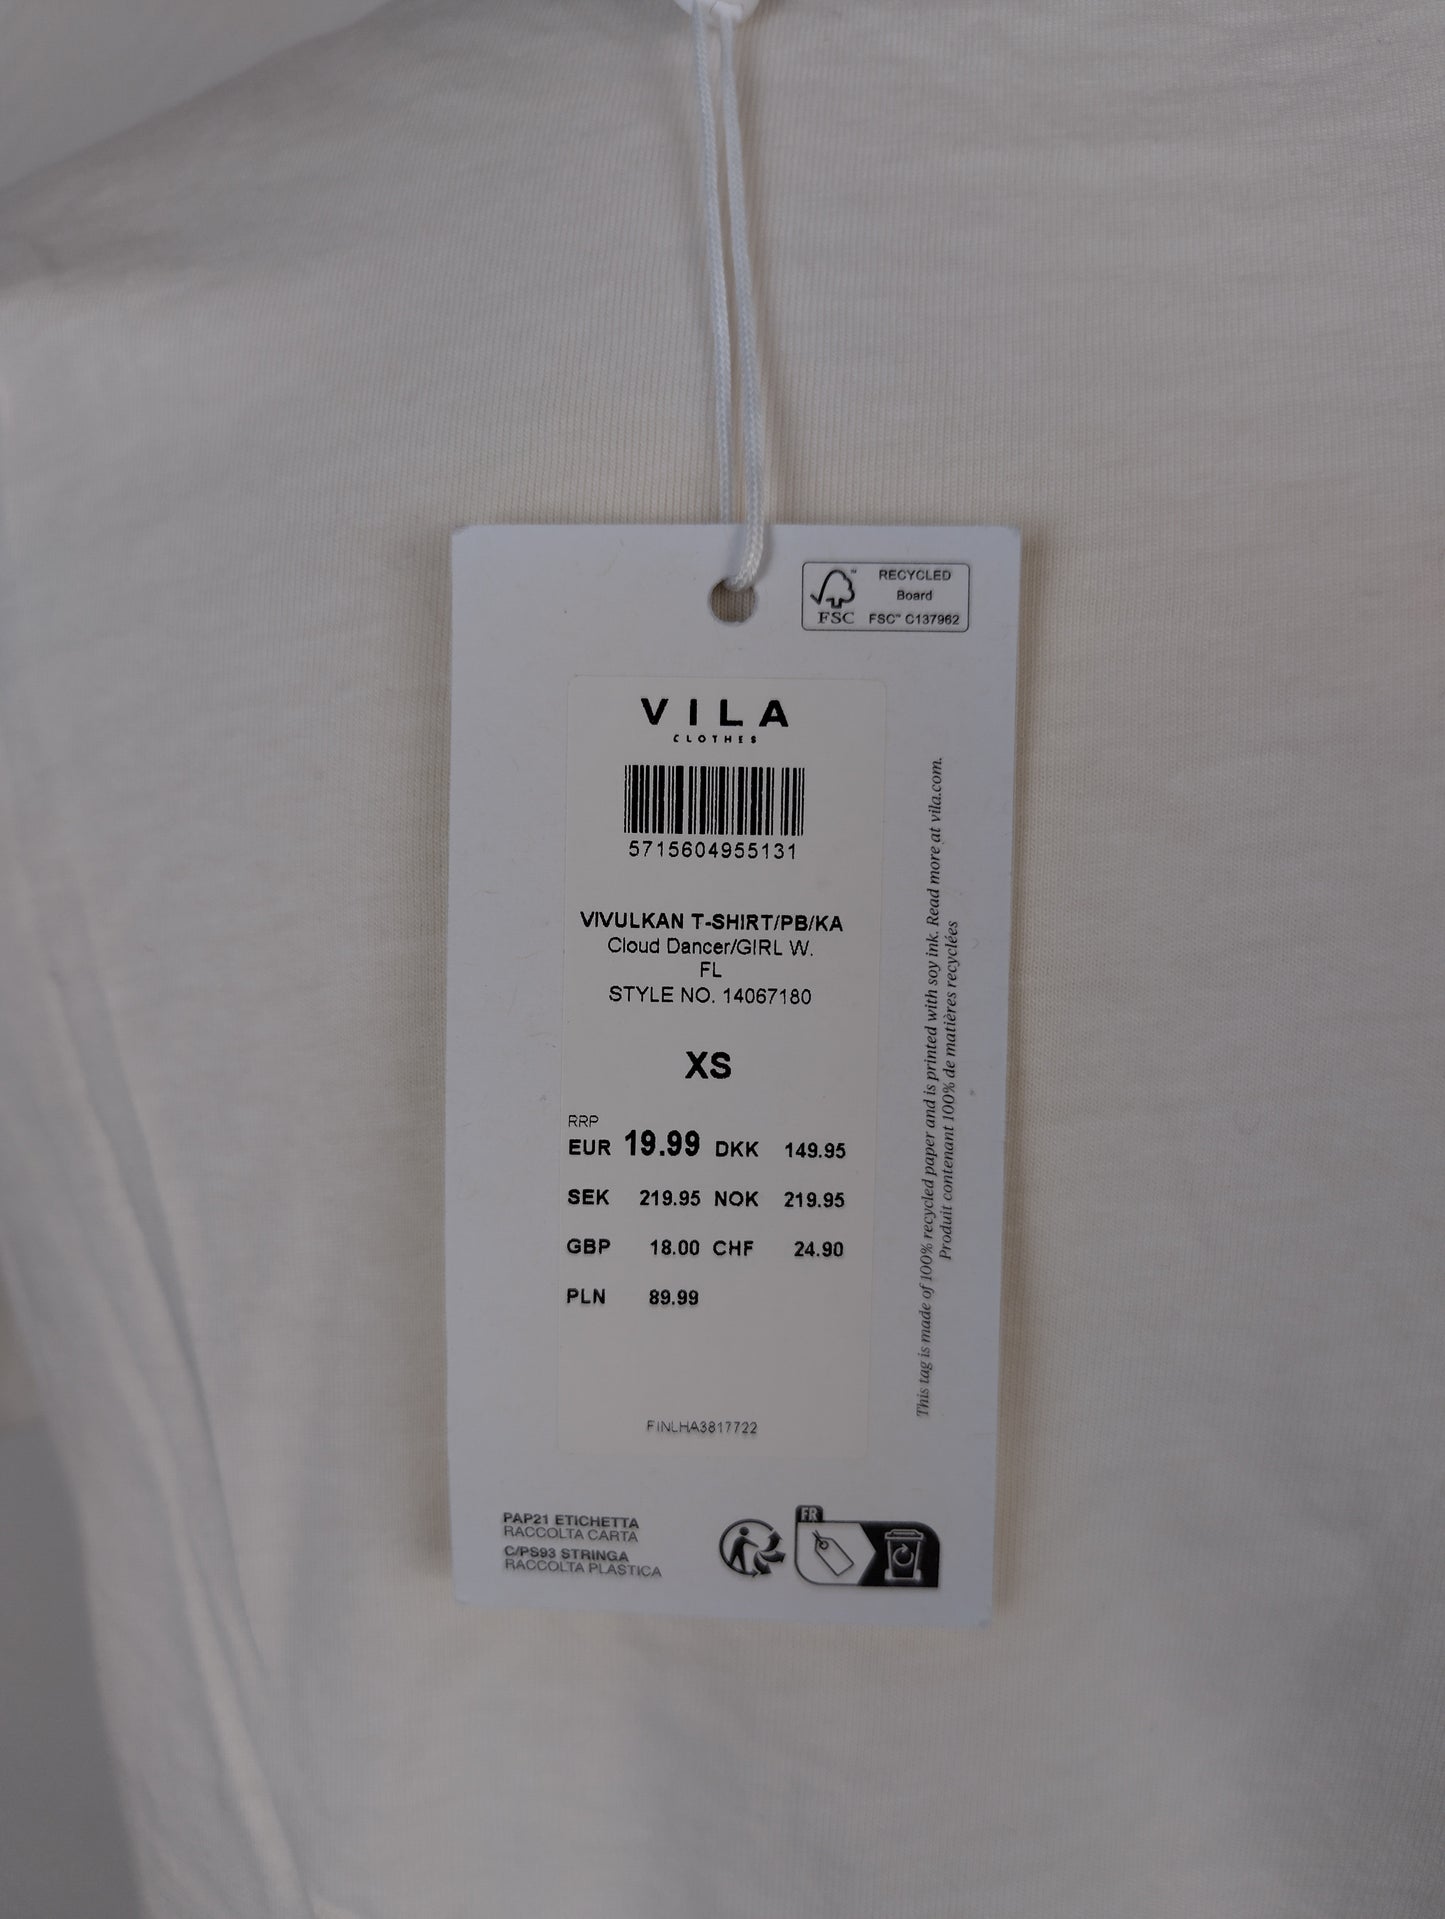 RECYCLED
Board
FSC™ C137962
FSC
VILA
CLOTHES
5715604955131
VIVULKAN T-SHIRT/PB/KA
Cloud Dancer/GIRL W.
FL
STYLE NO. 14067180
XS
RRP
EUR 19.99 DKK 149.95
SEK 219.95 NOK 219.95
GBP 18.00 CHF 24.90
PLN 89.99
FINLHA3817722
This tag is made of 100% recycled paper and is printed with soy ink. Read more at vila.com.
Produit contenant 100% de matières recyclées
PAP21 ETICHETTA
RACCOLTA CARTA
C/PS93 STRINGA
RACCOLTA PLASTICA
FR